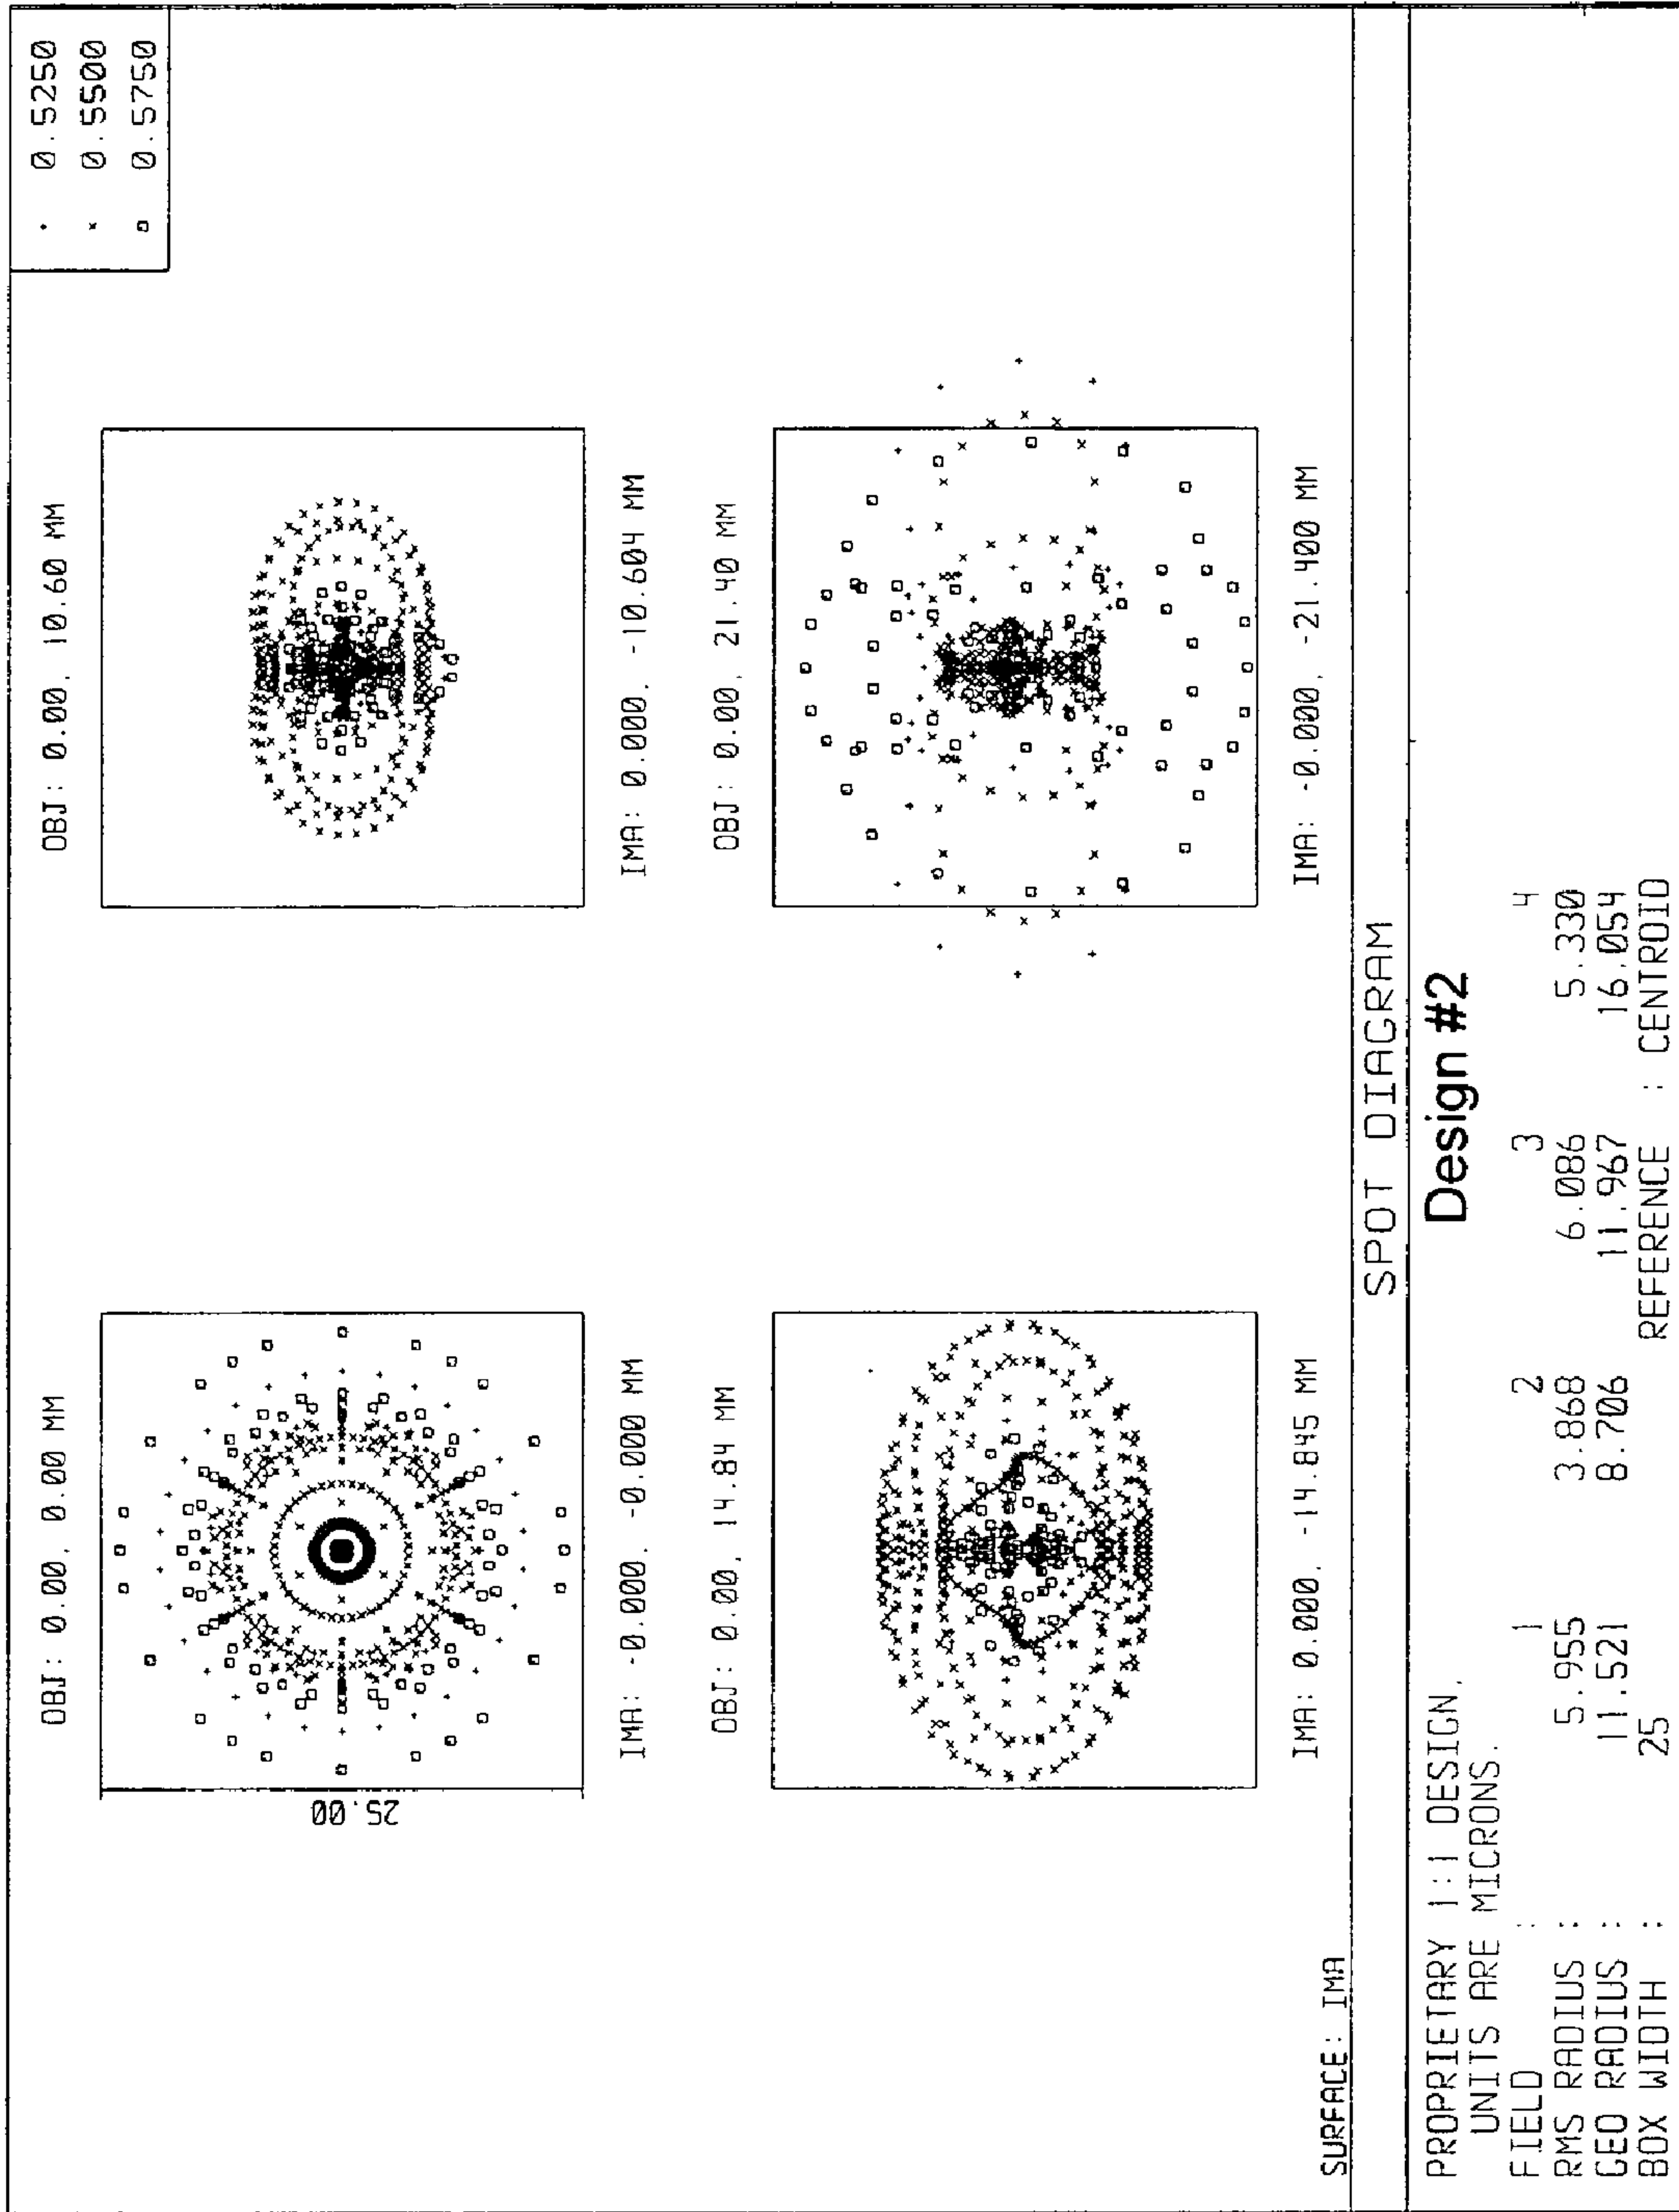 + 0.5250
× 0.5500
□ 0.5750
OBJ: 0.00, 0.00 MM
OBJ: 0.00, 10.60 MM
25.00
IMA: -0.000, -0.000 MM
IMA: 0.000, -10.604 MM
OBJ: 0.00, 14.84 MM
OBJ: 0.00, 21.40 MM
IMA: 0.000, -14.845 MM
IMA: -0.000, -21.400 MM
SURFACE: IMA
SPOT DIAGRAM
PROPRIETARY 1:1 DESIGN.
Design #2
UNITS ARE MICRONS.
FIELD : 1 2 3 4
RMS RADIUS : 5.955 3.868 6.086 5.330
GEO RADIUS : 11.521 8.706 11.967 16.054
BOX WIDTH : 25 REFERENCE : CENTROID